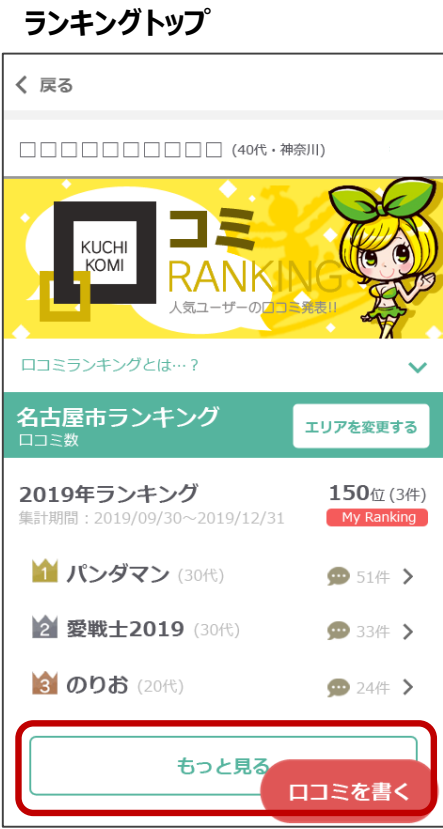 ランキングトップ
戻る
□□□□□□□□□□ (40代・神奈川)
KUCHI
KOMI
コミ
RANKING
人気ユーザーの口コミ発表!!
口コミランキングとは…？
名古屋市ランキング
口コミ数
エリアを変更する
2019年ランキング 150位(3件)
集計期間：2019/09/30～2019/12/31 My Ranking
1 パンダマン (30代) 51件
2 愛戦士2019 (30代) 33件
3 のりお (20代) 24件
もっと見る
口コミを書く